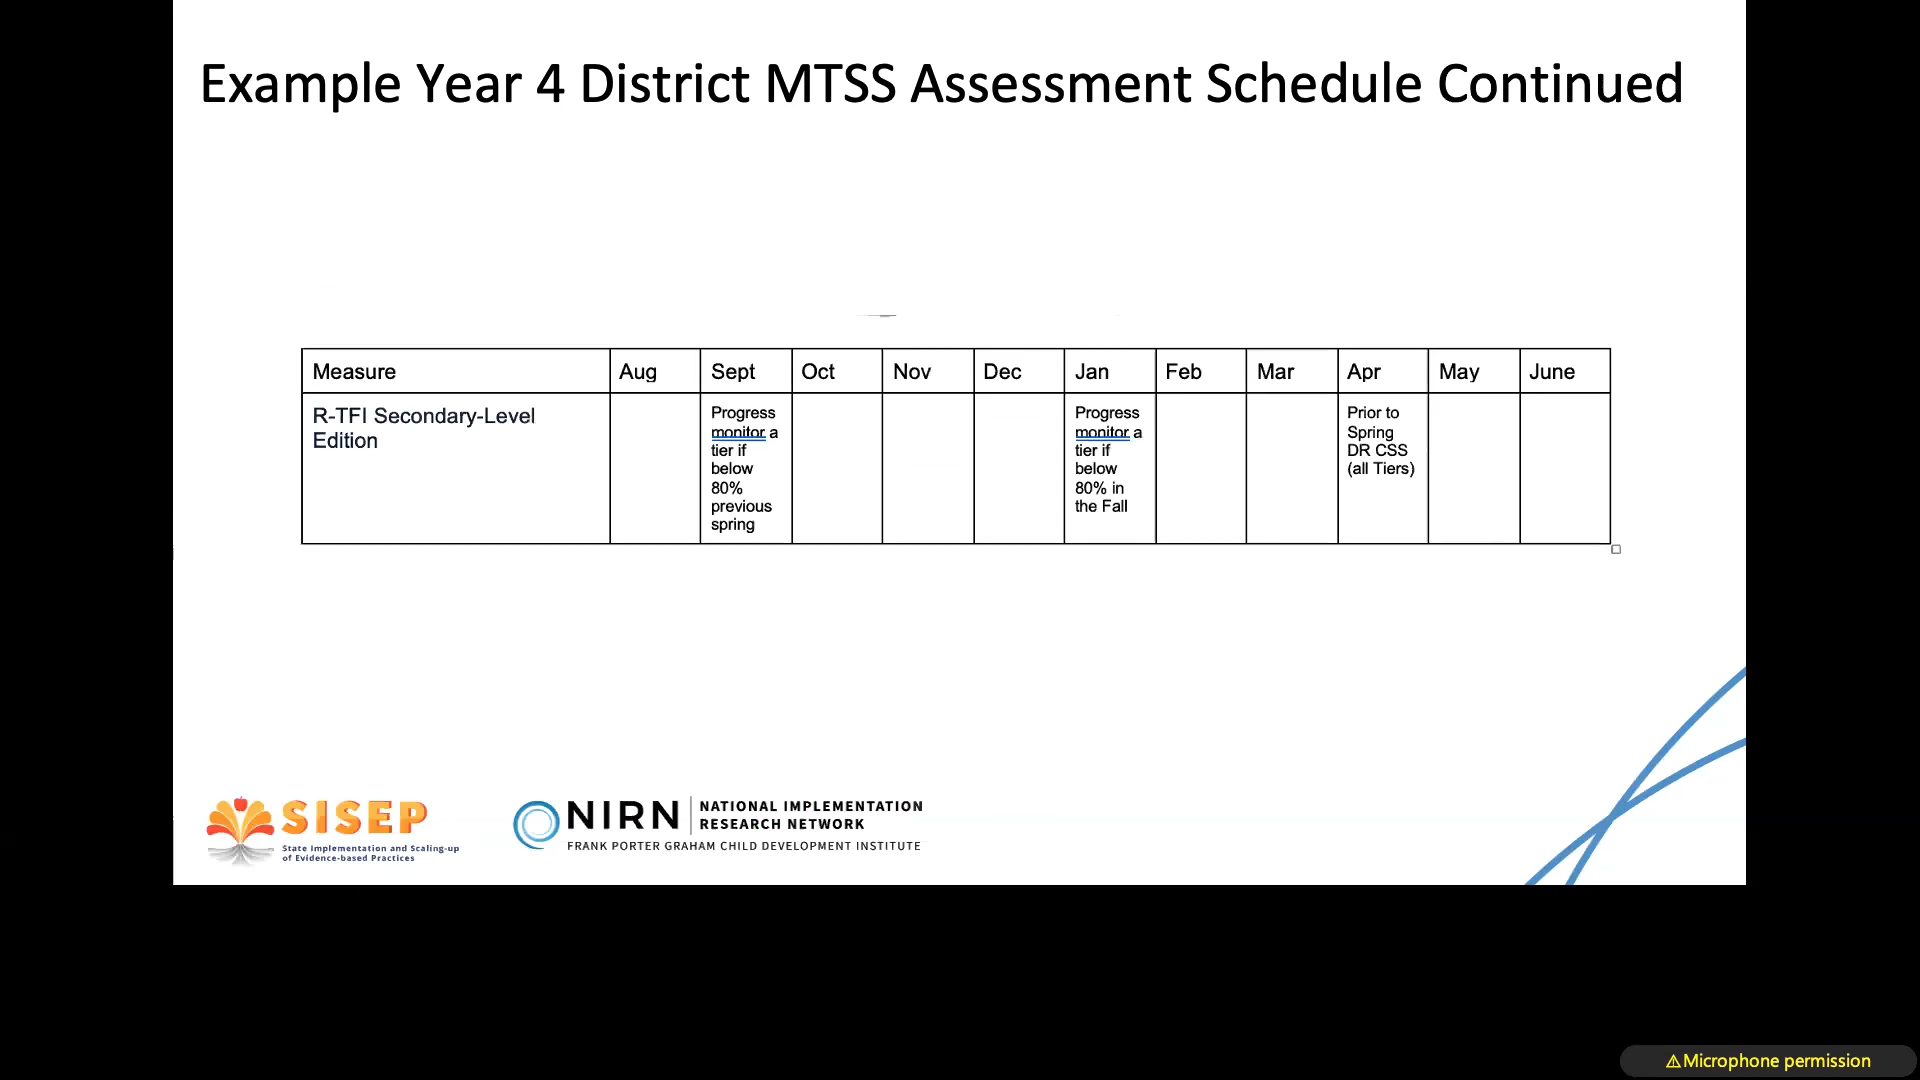 Example Year 4 District MTSS Assessment Schedule Continued
Measure Aug Sept Oct Nov Dec Jan Feb Mar Apr May June
R-TFI Secondary-Level
Edition
Progress
monitor a
tier if
below
80%
previous
spring
Progress
monitor a
tier if
below
80% in
the Fall
Prior to
Spring
DR CSS
(all Tiers)
SISEP
State Implementation and Scaling-up
of Evidence-based Practices
NIRN
NATIONAL IMPLEMENTATION
RESEARCH NETWORK
FRANK PORTER GRAHAM CHILD DEVELOPMENT INSTITUTE
⚠Microphone permission